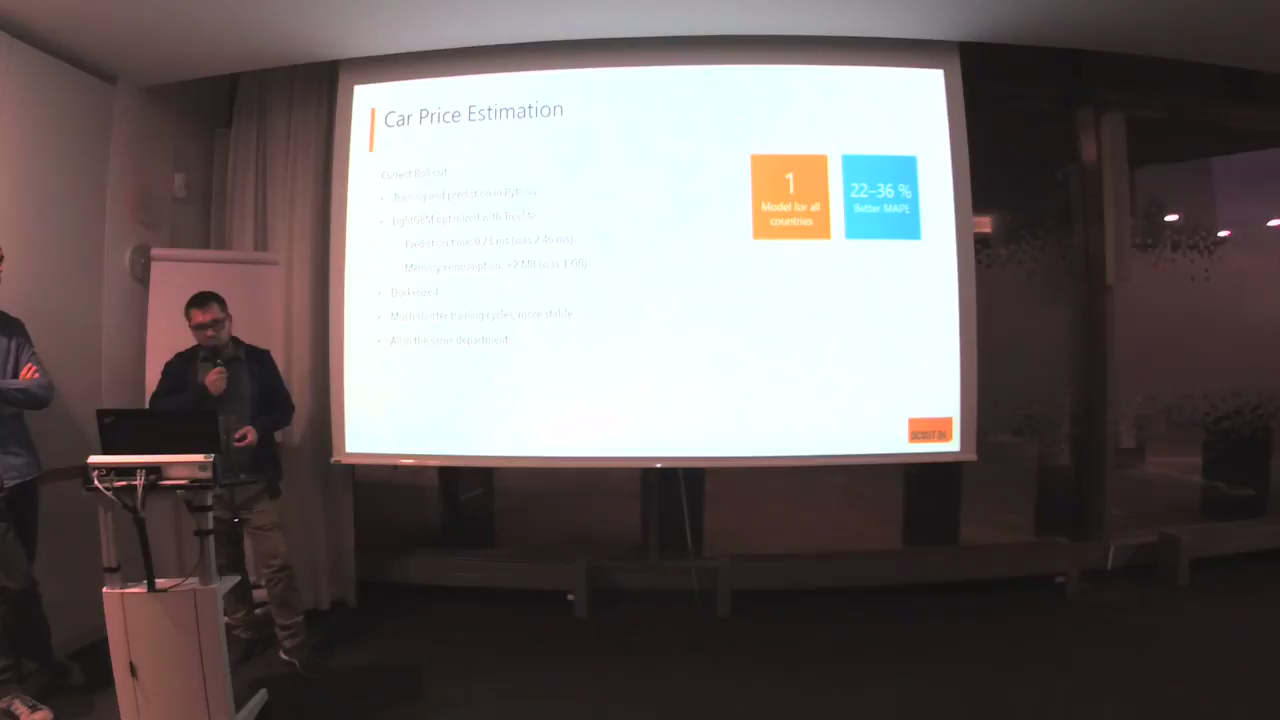 Car Price Estimation
Current Roll out
• Training and prediction in Python
• LightGBM optimized with Treelite
– Prediction time: 0.23 ms (was 2.46 ms)
– Memory consumption: <2 MB (was 1 GB)
• Dockerized
• Much shorter training cycles, more stable
• All in the same department
1
Model for all
countries
22–36 %
Better MAPE
SCOUT 24